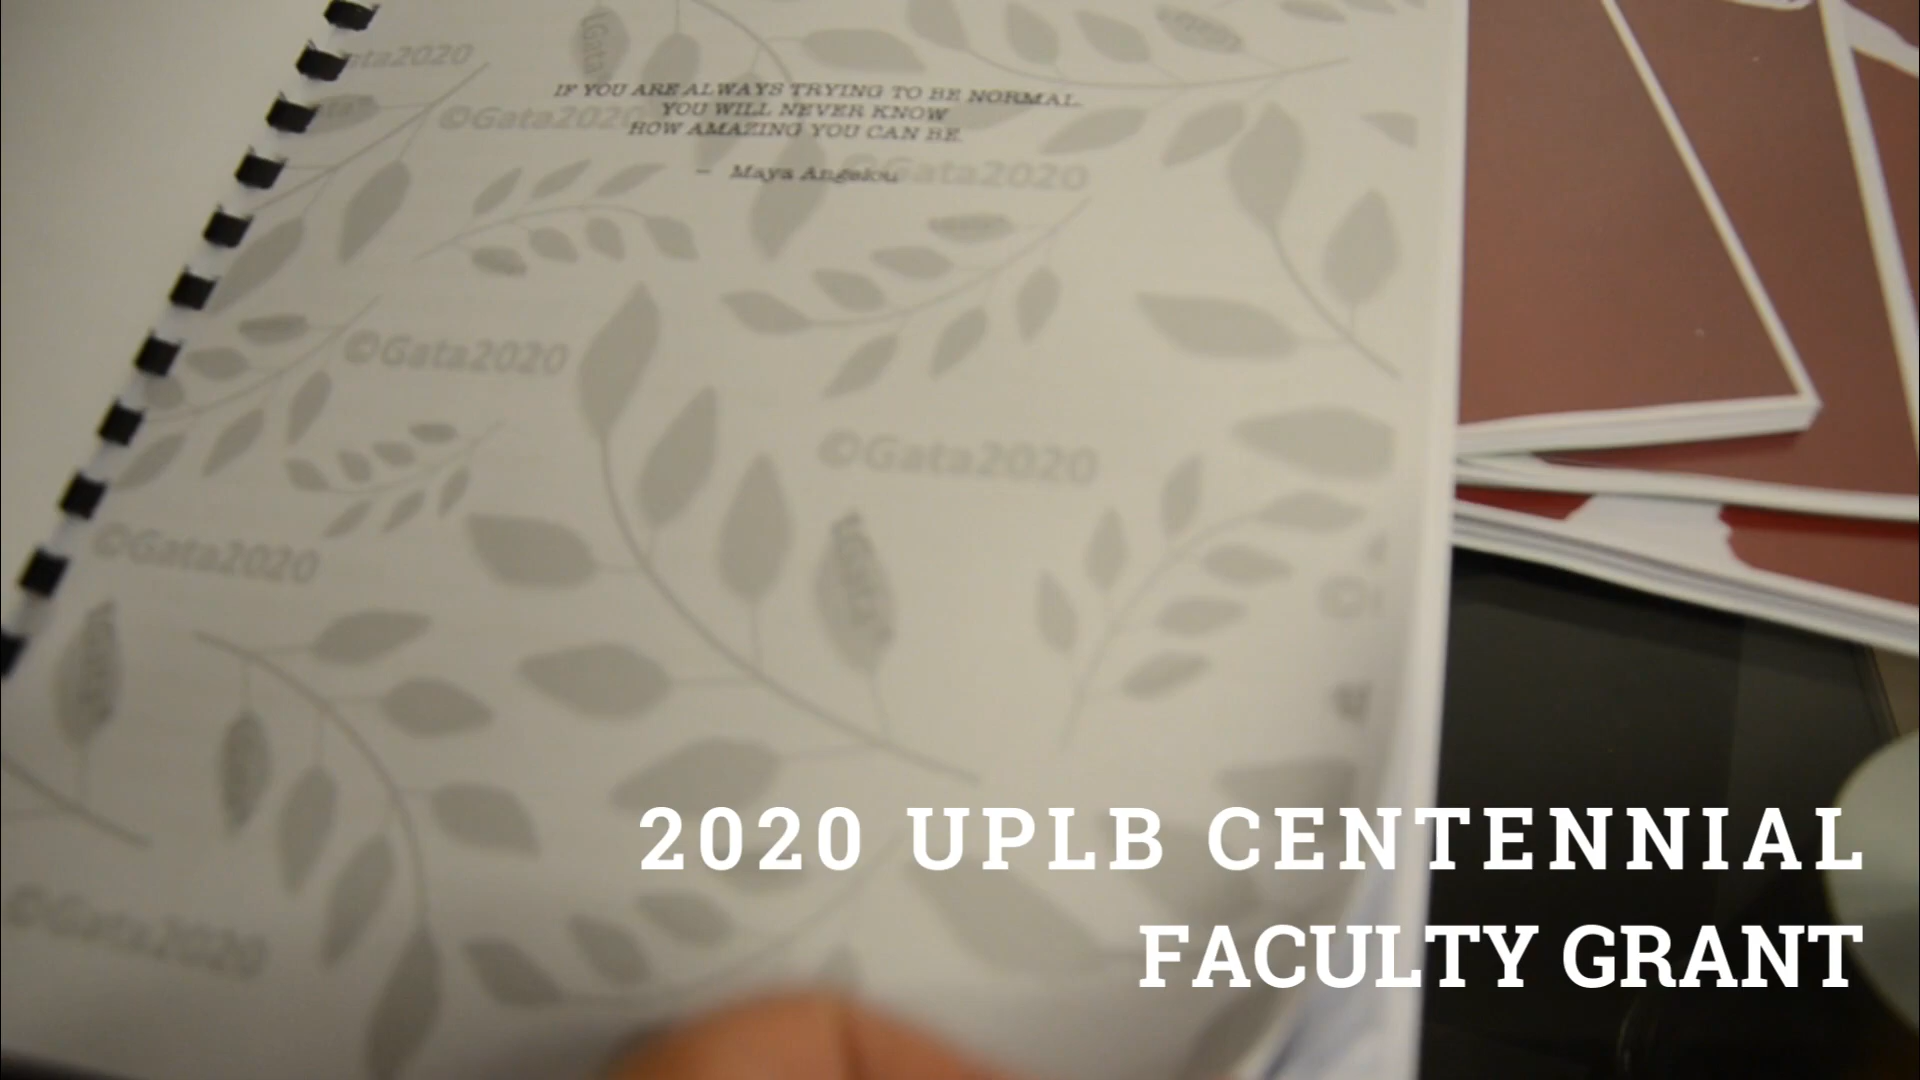 Gata2020
IF YOU ARE ALWAYS TRYING TO BE NORMAL.
YOU WILL NEVER KNOW
HOW AMAZING YOU CAN BE.
©Gata2020
– Maya Angelou
©Gata2020
©Gata2020
©Gata2020
©Gata2020
©Gata2020
2020 UPLB CENTENNIAL
FACULTY GRANT